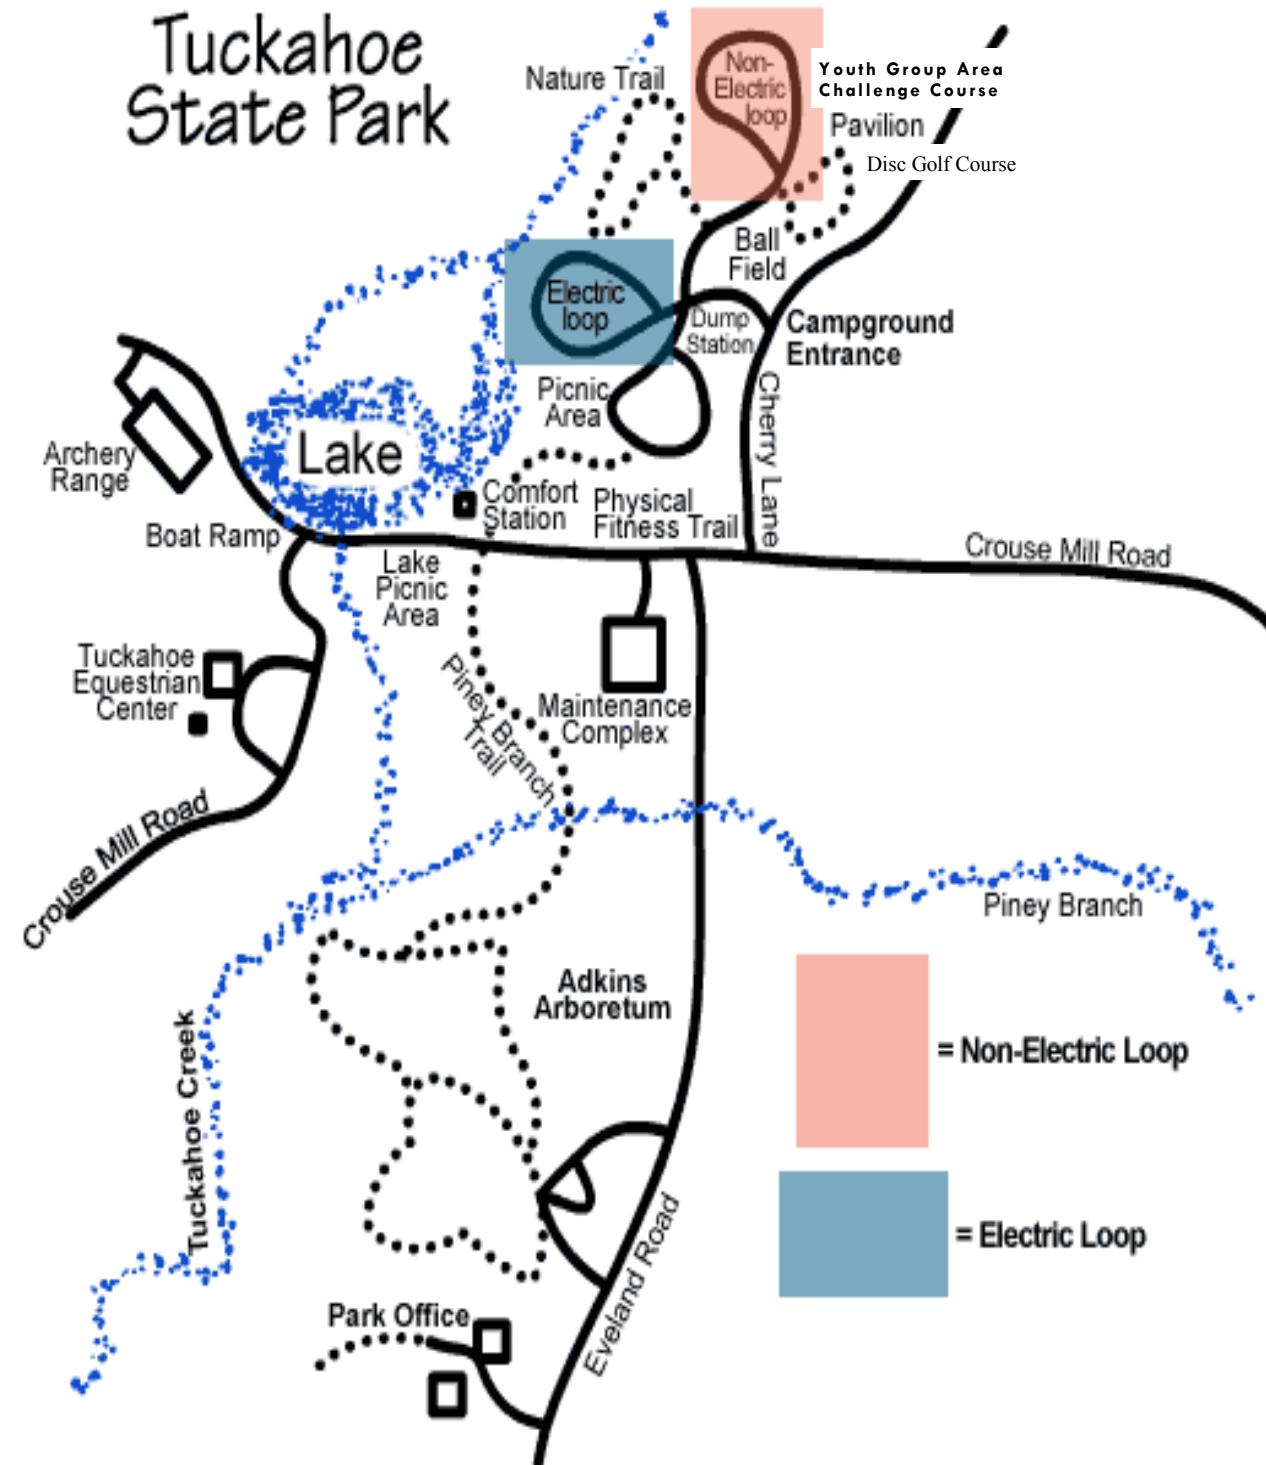 Tuckahoe
State Park
Nature Trail
Non-
Electric
loop
Youth Group Area
Challenge Course
Pavilion
Disc Golf Course
Ball
Field
Electric
loop
Dump
Station
Campground
Entrance
Picnic
Area
Cherry Lane
Archery
Range
Lake
Comfort
Station
Physical
Fitness Trail
Boat Ramp
Lake
Picnic
Area
Crouse Mill Road
Tuckahoe
Equestrian
Center
Piney Branch
Trail
Maintenance
Complex
Crouse Mill Road
Piney Branch
Adkins
Arboretum
= Non-Electric Loop
Tuckahoe Creek
= Electric Loop
Eveland Road
Park Office